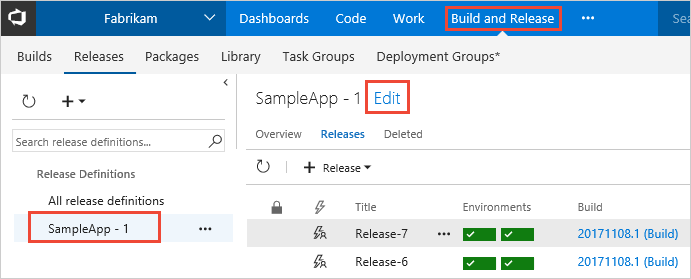 Fabrikam Dashboards Code Work Build and Release ••• Sea
Builds Releases Packages Library Task Groups Deployment Groups*
SampleApp - 1 Edit
Search release definitions...
Overview Releases Deleted
Release Definitions
+ Release
All release definitions
SampleApp - 1 •••
Title Environments Build
Release-7 ••• 20171108.1 (Build)
Release-6 20171108.1 (Build)